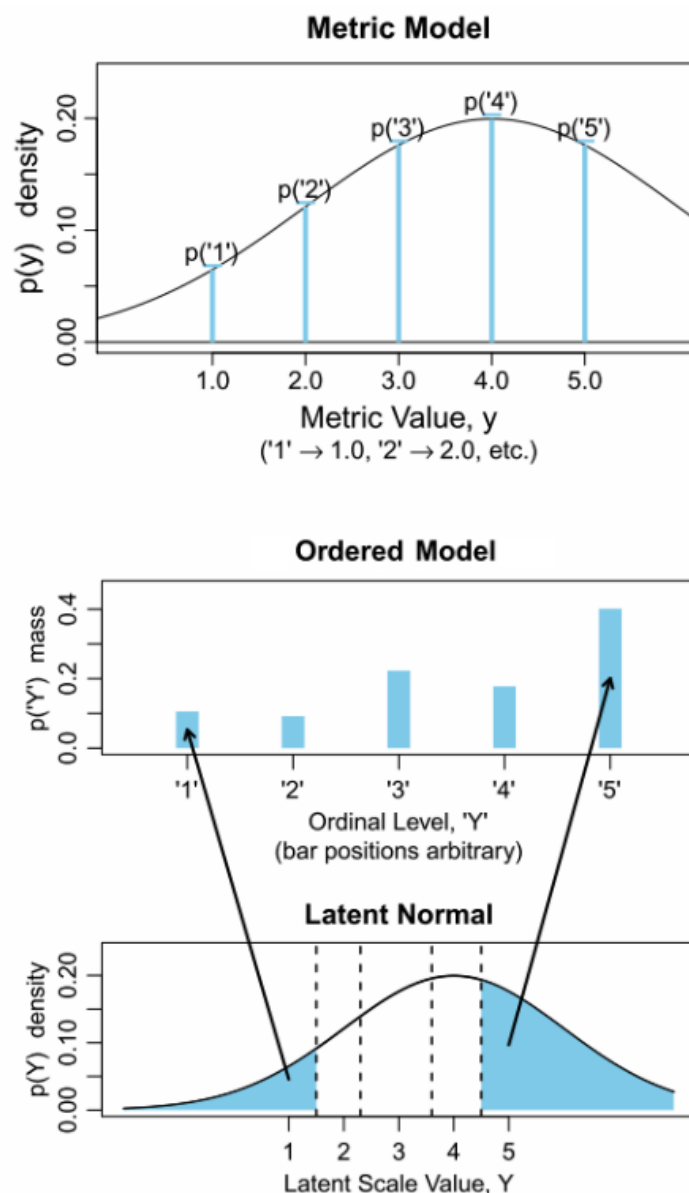 Metric Model
p(y) density
0.00 0.10 0.20
p('1')
p('2')
p('3')
p('4')
p('5')
1.0 2.0 3.0 4.0 5.0
Metric Value, y
('1' → 1.0, '2' → 2.0, etc.)
Ordered Model
p('Y') mass
0.0 0.2 0.4
'1' '2' '3' '4' '5'
Ordinal Level, 'Y'
(bar positions arbitrary)
Latent Normal
p(Y) density
0.00 0.10 0.20
1 2 3 4 5
Latent Scale Value, Y